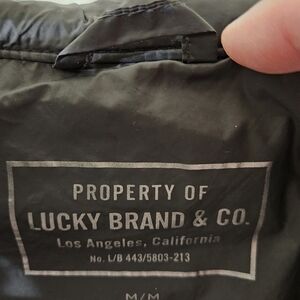 PROPERTY OF
LUCKY BRAND & CO.
Los Angeles, California
No. L/B 443/5803-213
M/M